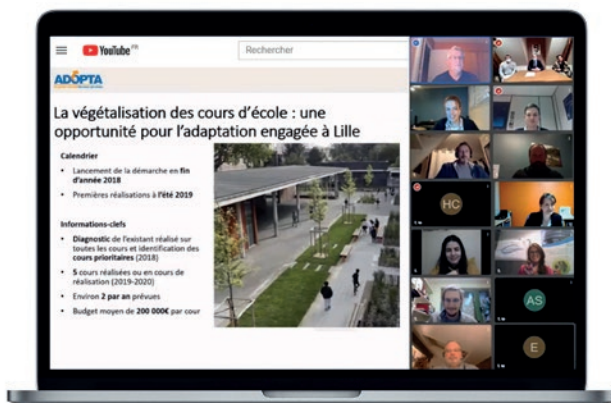 YouTube FR
Rechercher
ADOPTA
La végétalisation des cours d'école : une
opportunité pour l'adaptation engagée à Lille
Calendrier
• Lancement de la démarche en fin
d'année 2018
• Premières réalisations à l'été 2019
Informations-clefs
• Diagnostic de l'existant réalisé sur
toutes les cours et identification des
cours prioritaires (2018)
• 5 cours réalisées ou en cours de
réalisation (2019-2020)
• Environ 2 par an prévues
• Budget moyen de 200 000€ par cour
HC
AS
E